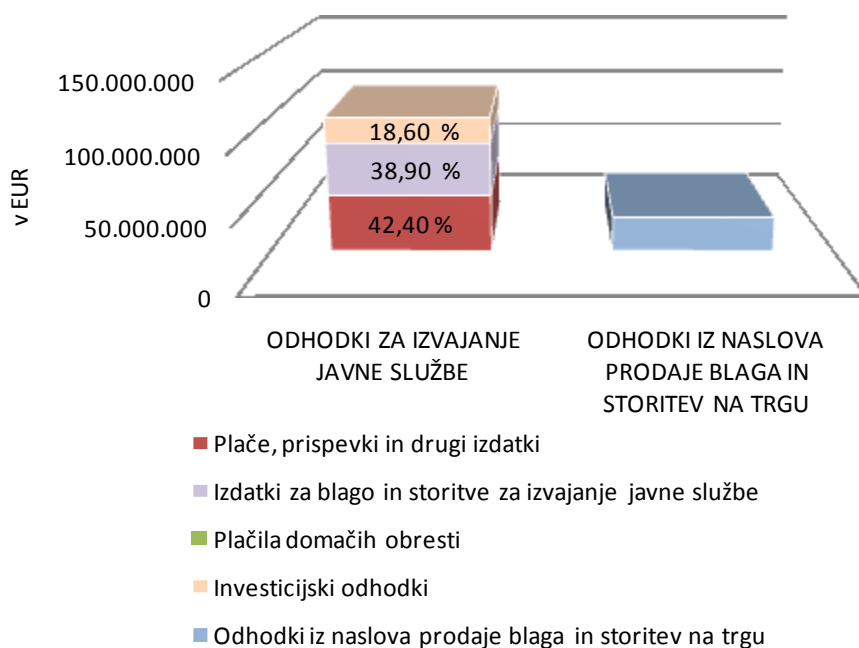 150.000.000
100.000.000
50.000.000
0
v EUR
18,60 %
38,90 %
42,40 %
ODHODKI ZA IZVAJANJE
JAVNE SLUŽBE
ODHODKI IZ NASLOVA
PRODAJE BLAGA IN
STORITEV NA TRGU
Plače, prispevki in drugi izdatki
Izdatki za blago in storitve za izvajanje javne službe
Plačila domačih obresti
Investicijski odhodki
Odhodki iz naslova prodaje blaga in storitev na trgu